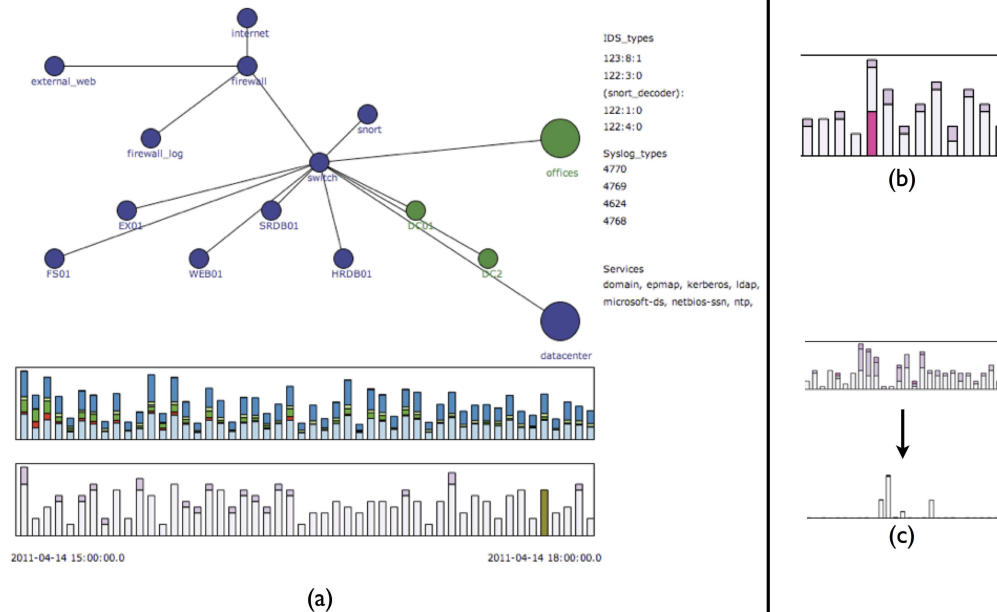 internet
external_web
firewall
firewall_log
snort
switch
offices
EX01
SRDB01
DC01
FS01
WEB01
HRDB01
DC2
datacenter
IDS_types
123:8:1
122:3:0
(snort_decoder):
122:1:0
122:4:0
Syslog_types
4770
4769
4624
4768
Services
domain, epmap, kerberos, ldap,
microsoft-ds, netbios-ssn, ntp,
2011-04-14 15:00:00.0
2011-04-14 18:00:00.0
(a)
(b)
(c)